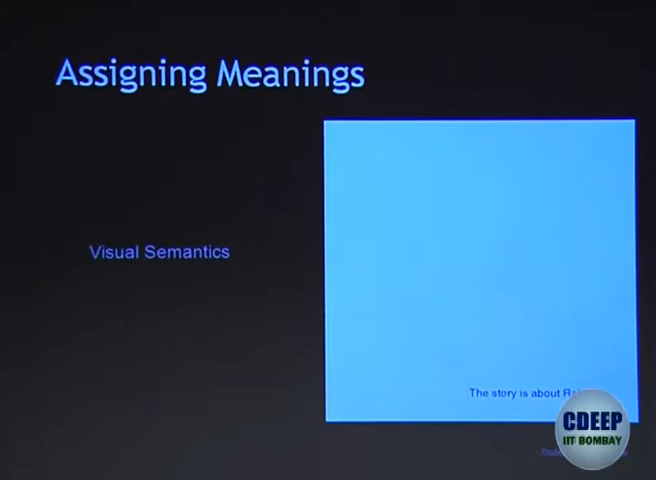 Assigning Meanings
Visual Semantics
The story is about
CDEEP
IIT BOMBAY